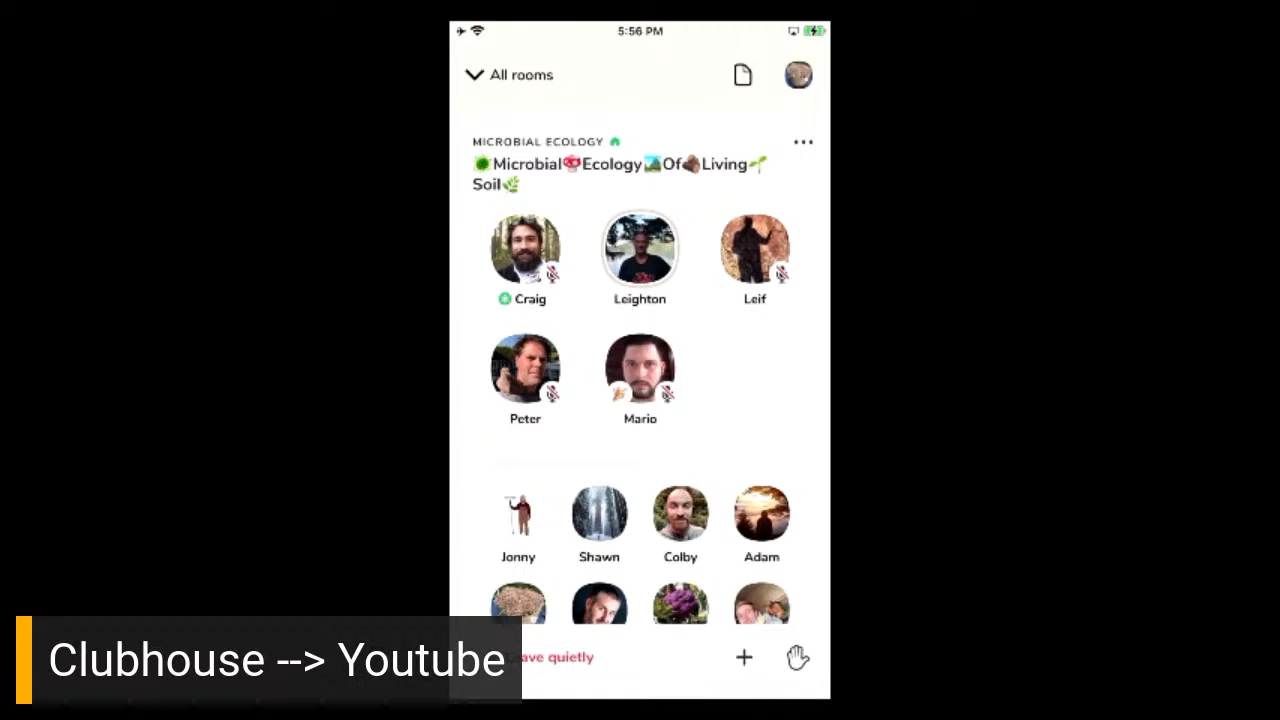 5:56 PM
All rooms
MICROBIAL ECOLOGY
Microbial🍄Ecology🏞️Of🪨Living🌱
Soil🌿
Craig
Leighton
Leif
Peter
Mario
Jonny
Shawn
Colby
Adam
ave quietly
Clubhouse --> Youtube